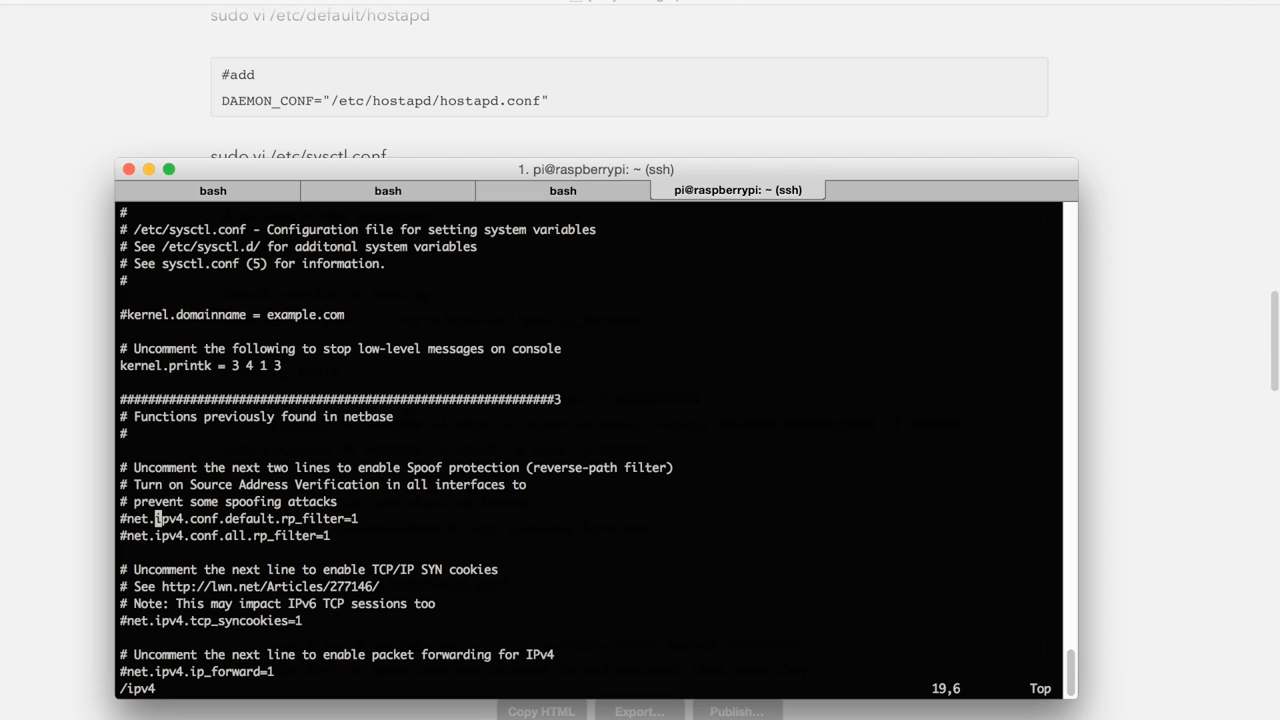 sudo vi /etc/default/hostapd
#add
DAEMON_CONF="/etc/hostapd/hostapd.conf"
sudo vi /etc/sysctl.conf
1. pi@raspberrypi: ~ (ssh)
bash
bash
bash
pi@raspberrypi: ~ (ssh)
#
# /etc/sysctl.conf - Configuration file for setting system variables
# See /etc/sysctl.d/ for additonal system variables
# See sysctl.conf (5) for information.
#
#kernel.domainname = example.com
# Uncomment the following to stop low-level messages on console
kernel.printk = 3 4 1 3
##############################################################3
# Functions previously found in netbase
#
# Uncomment the next two lines to enable Spoof protection (reverse-path filter)
# Turn on Source Address Verification in all interfaces to
# prevent some spoofing attacks
#net.ipv4.conf.default.rp_filter=1
#net.ipv4.conf.all.rp_filter=1
# Uncomment the next line to enable TCP/IP SYN cookies
# See http://lwn.net/Articles/277146/
# Note: This may impact IPv6 TCP sessions too
#net.ipv4.tcp_syncookies=1
# Uncomment the next line to enable packet forwarding for IPv4
#net.ipv4.ip_forward=1
/ipv4
19,6
Top
Copy HTML
Export...
Publish...